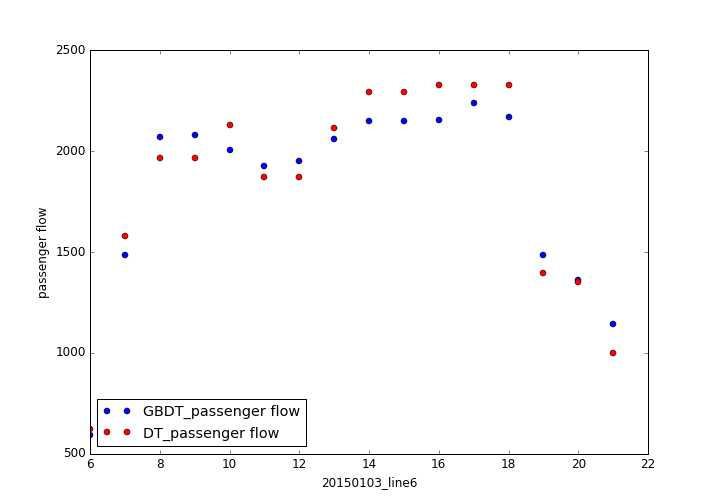 2500
2000
1500
1000
500
passenger flow
GBDT_passenger flow
DT_passenger flow
6 8 10 12 14 16 18 20 22
20150103_line6